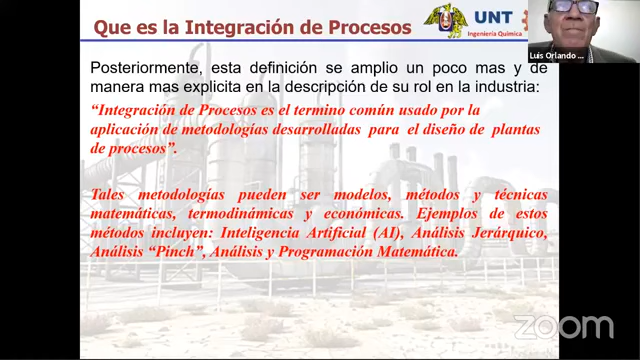 Que es la Integración de Procesos
UNT
Ingeniería Química
Luis Orlando ...
Posteriormente, esta definición se amplio un poco mas y de
manera mas explicita en la descripción de su rol en la industria:
“Integración de Procesos es el termino común usado por la
aplicación de metodologías desarrolladas para el diseño de plantas
de procesos”.
Tales metodologías pueden ser modelos, métodos y técnicas
matemáticas, termodinámicas y económicas. Ejemplos de estos
métodos incluyen: Inteligencia Artificial (AI), Análisis Jerárquico,
Análisis “Pinch”, Análisis y Programación Matemática.
zoom